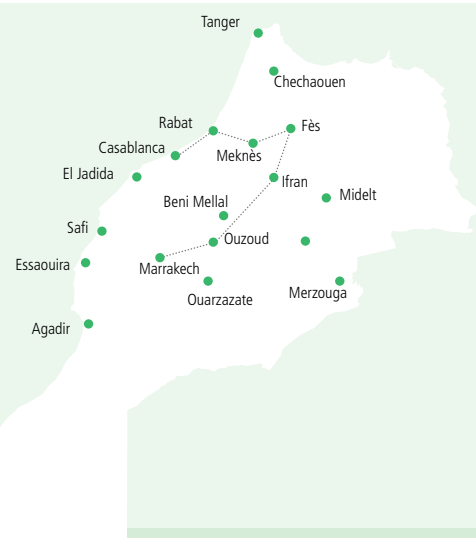 Tanger
Chechaouen
Rabat
Fès
Casablanca
Meknès
El Jadida
Ifran
Midelt
Beni Mellal
Safi
Ouzoud
Essaouira
Marrakech
Ouarzazate
Merzouga
Agadir